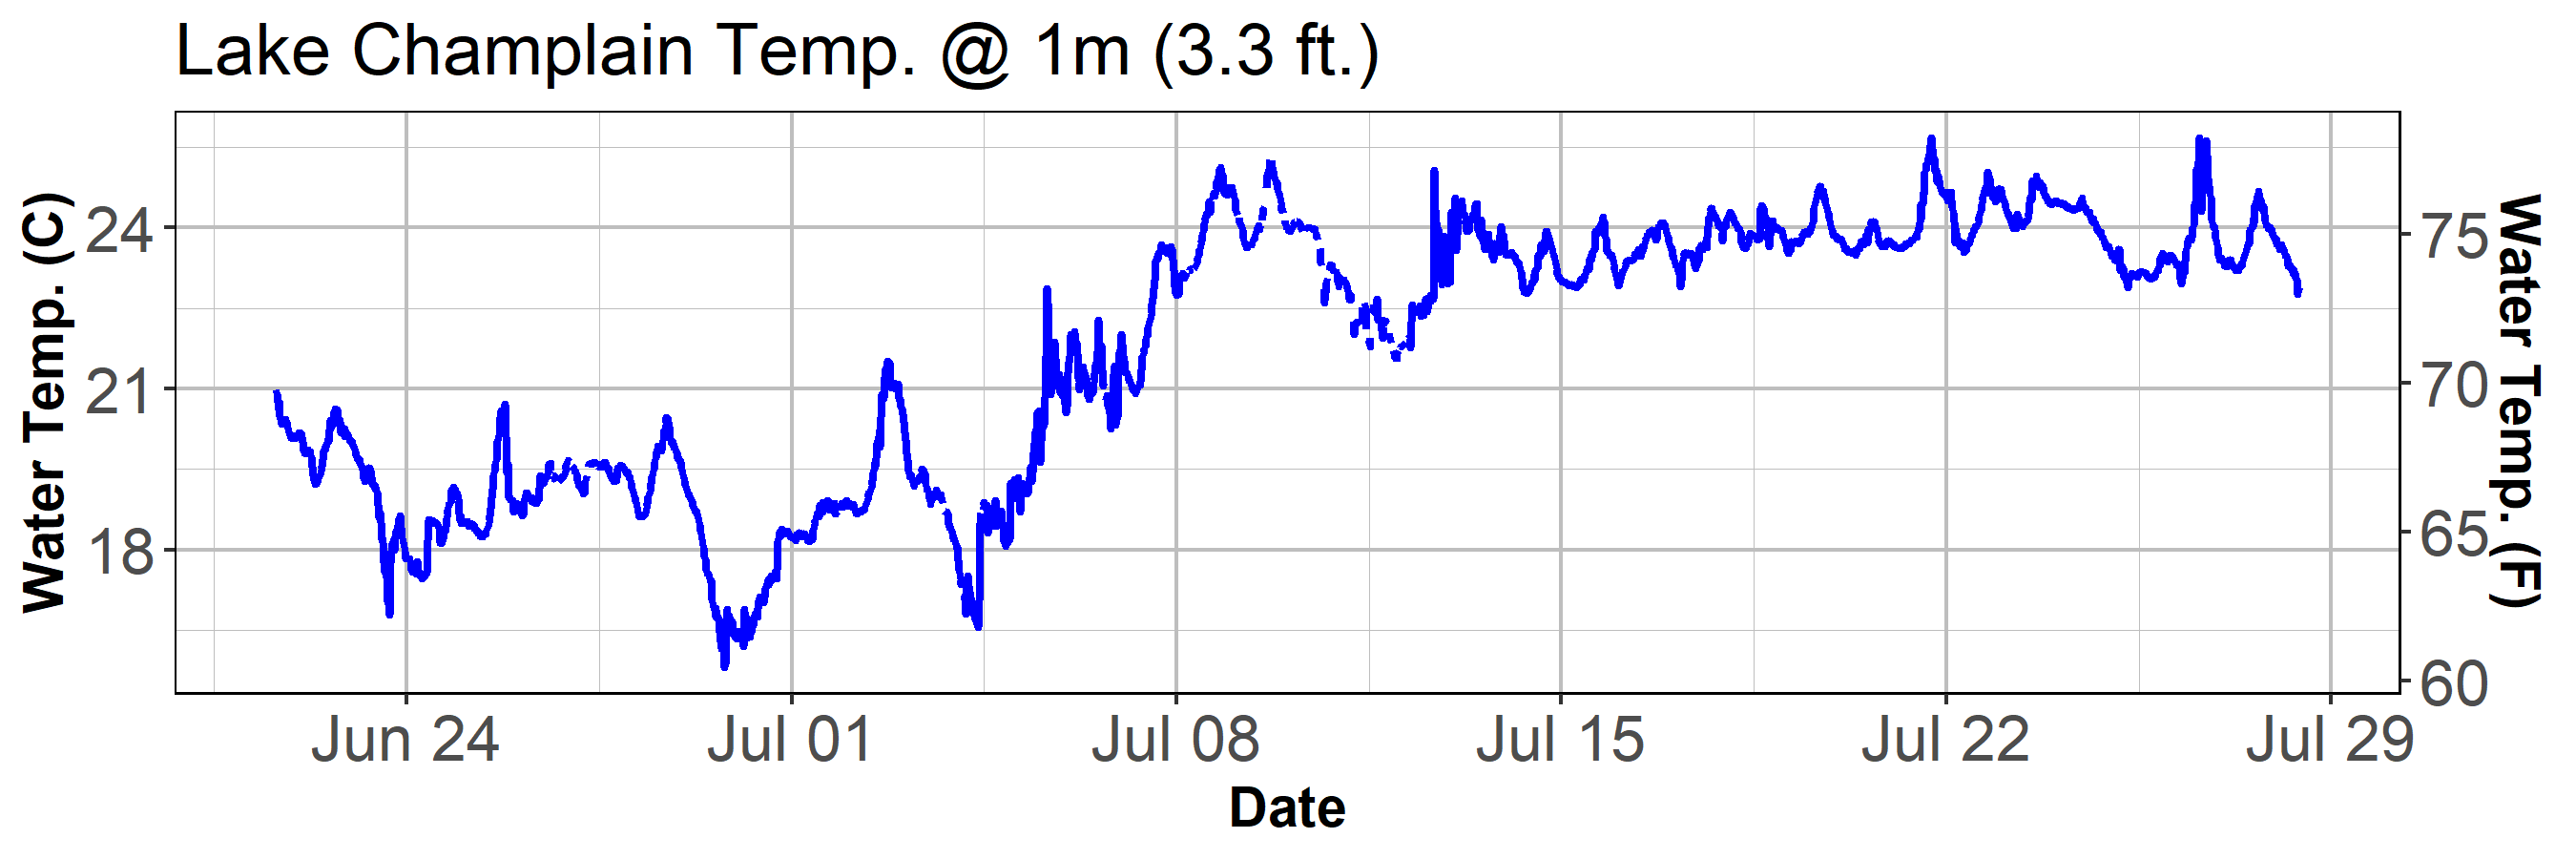 Lake Champlain Temp. @ 1m (3.3 ft.)
Water Temp. (C)
24
21
18
75
70
65
60
Water Temp. (F)
Jun 24
Jul 01
Jul 08
Jul 15
Jul 22
Jul 29
Date